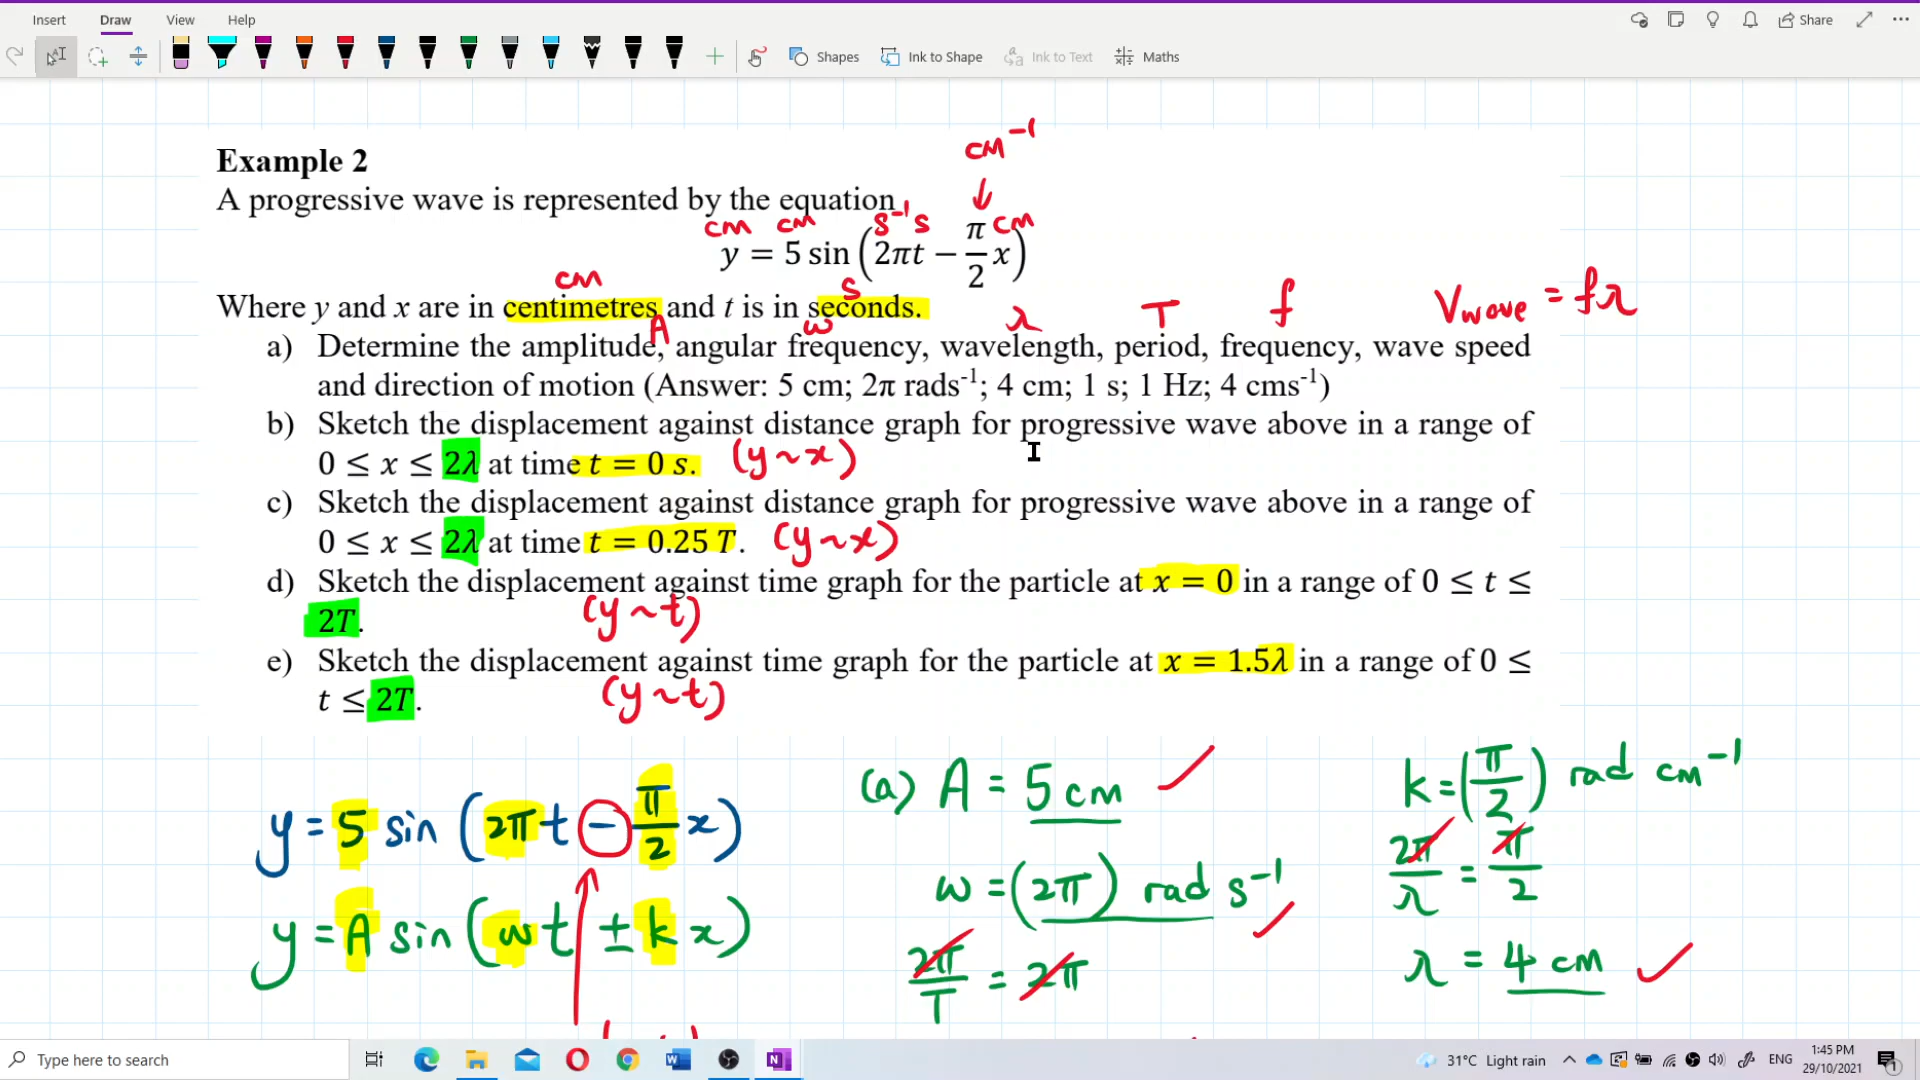 Insert Draw View Help
Share
Shapes Ink to Shape Ink to Text Maths
cm⁻¹
Example 2
A progressive wave is represented by the equation
↓
cm cm s⁻¹ s cm
y = 5 sin (2πt − π/2 x)
cm s
Where y and x are in centimetres and t is in seconds.
A ω λ T f V wave = fλ
a) Determine the amplitude, angular frequency, wavelength, period, frequency, wave speed
and direction of motion (Answer: 5 cm; 2π rads⁻¹; 4 cm; 1 s; 1 Hz; 4 cms⁻¹)
b) Sketch the displacement against distance graph for progressive wave above in a range of
0 ≤ x ≤ 2λ at time t = 0 s. (y ~ x)
c) Sketch the displacement against distance graph for progressive wave above in a range of
0 ≤ x ≤ 2λ at time t = 0.25 T. (y ~ x)
d) Sketch the displacement against time graph for the particle at x = 0 in a range of 0 ≤ t ≤
2T. (y ~ t)
e) Sketch the displacement against time graph for the particle at x = 1.5λ in a range of 0 ≤
t ≤ 2T. (y ~ t)
y = 5 sin (2πt − π/2 x)
y = A sin (ωt ± kx)
(a) A = 5 cm
ω = (2π) rad s⁻¹
2π/T = 2π
k = (π/2) rad cm⁻¹
2π/λ = π/2
λ = 4 cm
Type here to search
31°C Light rain
ENG
1:45 PM
29/10/2021
1